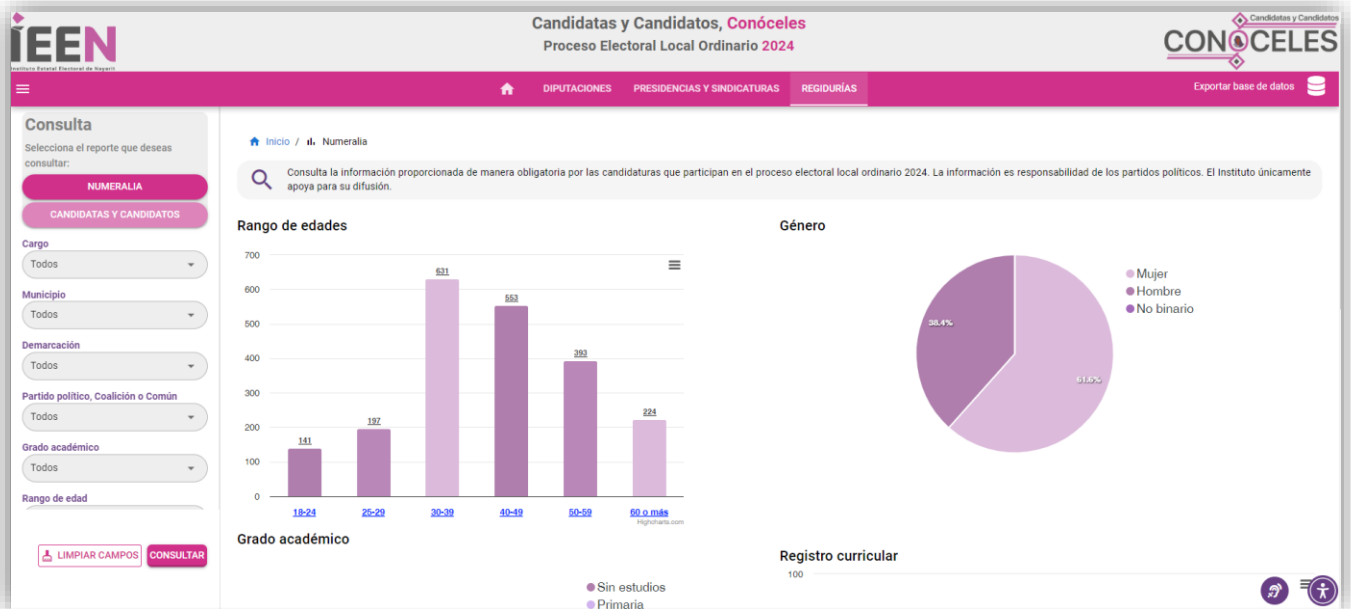 IEEN
Instituto Estatal Electoral de Nayarit
Candidatas y Candidatos, Conóceles
Proceso Electoral Local Ordinario 2024
Candidatas y Candidatos
CONÓCELES
DIPUTACIONES
PRESIDENCIAS Y SINDICATURAS
REGIDURÍAS
Exportar base de datos
Consulta
Selecciona el reporte que deseas
consultar:
NUMERALIA
CANDIDATAS Y CANDIDATOS
Cargo
Todos
Municipio
Todos
Demarcación
Todos
Partido político, Coalición o Común
Todos
Grado académico
Todos
Rango de edad
LIMPIAR CAMPOS
CONSULTAR
Inicio / Numeralia
Consulta la información proporcionada de manera obligatoria por las candidaturas que participan en el proceso electoral local ordinario 2024. La información es responsabilidad de los partidos políticos. El Instituto únicamente
apoya para su difusión.
Rango de edades
700
600
500
400
300
200
100
0
141
197
631
553
393
224
18-24
25-29
30-39
40-49
50-59
60 o más
Highcharts.com
Género
38.4%
61.6%
Mujer
Hombre
No binario
Grado académico
Sin estudios
Primaria
Registro curricular
100